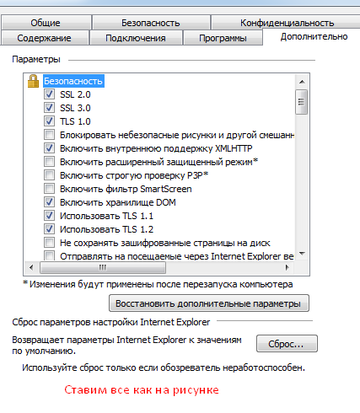 Общие Безопасность Конфиденциальность
Содержание Подключения Программы Дополнительно
Параметры
Безопасность
SSL 2.0
SSL 3.0
TLS 1.0
Блокировать небезопасные рисунки и другой смешанн
Включить внутреннюю поддержку XMLHTTP
Включить расширенный защищенный режим*
Включить строгую проверку P3P*
Включить фильтр SmartScreen
Включить хранилище DOM
Использовать TLS 1.1
Использовать TLS 1.2
Не сохранять зашифрованные страницы на диск
Отправлять на посещаемые через Internet Explorer ве
*Изменения будут применены после перезапуска компьютера
Восстановить дополнительные параметры
Сброс параметров настройки Internet Explorer
Возвращает параметры Internet Explorer к значениям
по умолчанию.
Сброс...
Используйте сброс только если обозреватель неработоспособен.
Ставим все как на рисунке